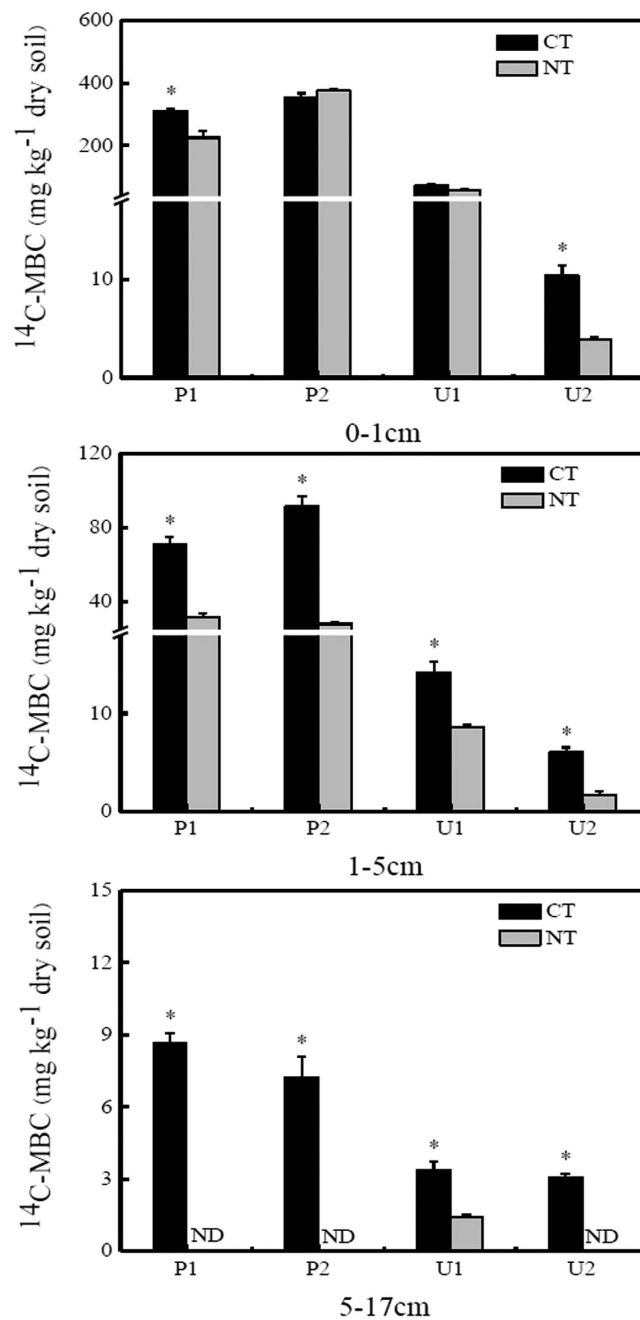 600
400
200
10
0
¹⁴C-MBC (mg kg⁻¹ dry soil)
CT
NT
*
*
P1 P2 U1 U2
0-1cm
120
80
40
10
0
¹⁴C-MBC (mg kg⁻¹ dry soil)
CT
NT
*
*
*
*
P1 P2 U1 U2
1-5cm
15
12
9
6
3
0
¹⁴C-MBC (mg kg⁻¹ dry soil)
CT
NT
*
*
*
*
ND ND ND
P1 P2 U1 U2
5-17cm